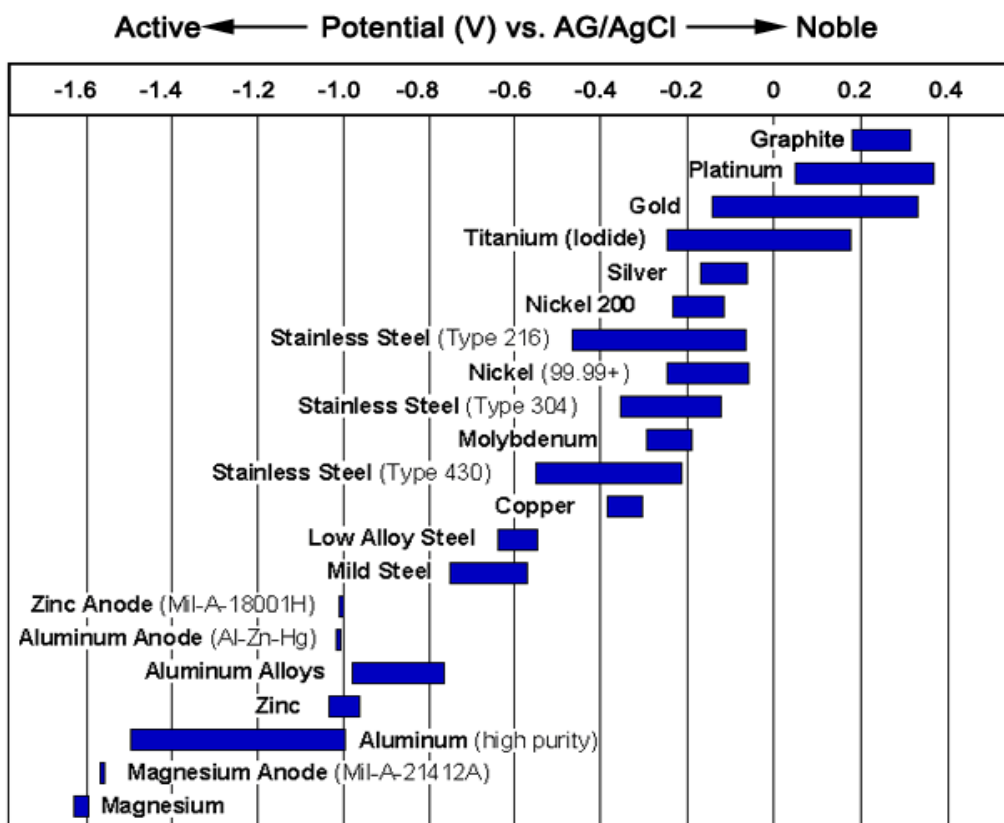 Active Potential (V) vs. AG/AgCl Noble
-1.6 -1.4 -1.2 -1.0 -0.8 -0.6 -0.4 -0.2 0 0.2 0.4
Graphite
Platinum
Gold
Titanium (Iodide)
Silver
Nickel 200
Stainless Steel (Type 216)
Nickel (99.99+)
Stainless Steel (Type 304)
Molybdenum
Stainless Steel (Type 430)
Copper
Low Alloy Steel
Mild Steel
Zinc Anode (Mil-A-18001H)
Aluminum Anode (Al-Zn-Hg)
Aluminum Alloys
Zinc
Aluminum (high purity)
Magnesium Anode (Mil-A-21412A)
Magnesium